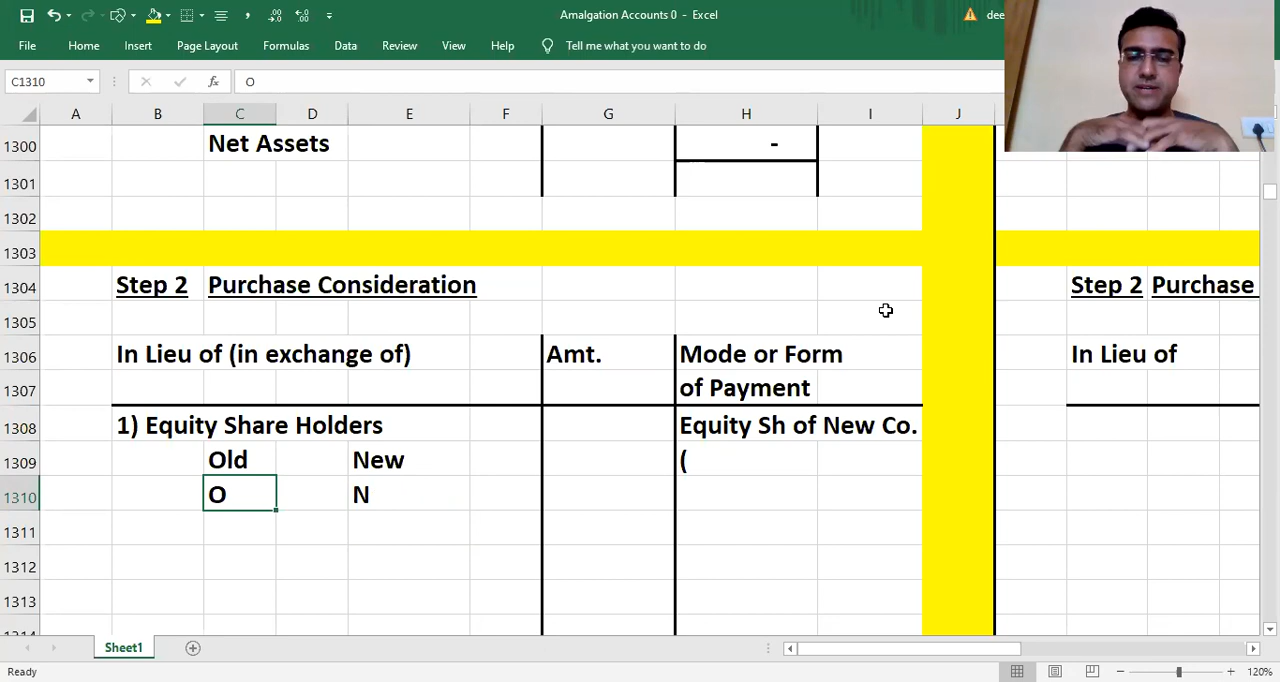 Amalgation Accounts 0 - Excel
dee
File Home Insert Page Layout Formulas Data Review View Help Tell me what you want to do
C1310 fx O
A B C D E F G H I J
1300 Net Assets -
1301
1302
1303
1304 Step 2 Purchase Consideration Step 2 Purchase
1305
1306 In Lieu of (in exchange of) Amt. Mode or Form In Lieu of
1307 of Payment
1308 1) Equity Share Holders Equity Sh of New Co.
1309 Old New (
1310 O N
1311
1312
1313
1314
Sheet1
Ready 120%